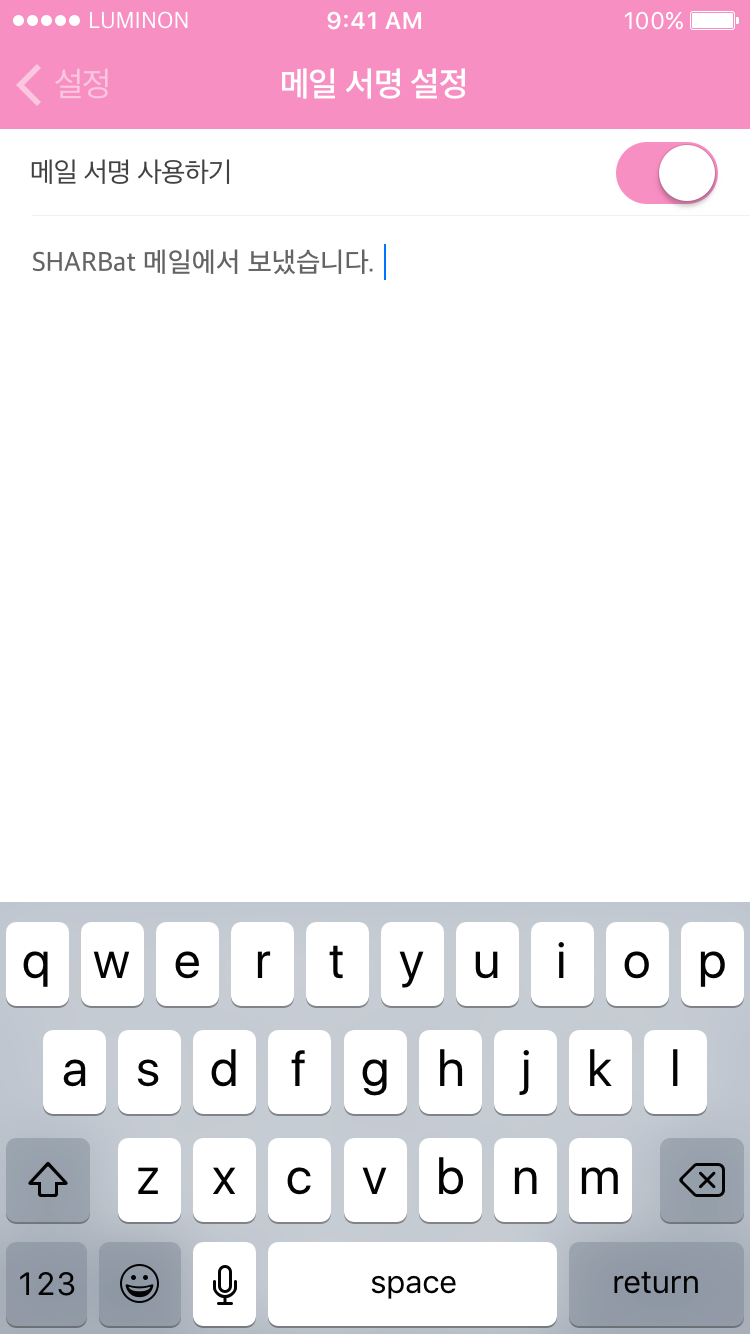 LUMINON 9:41 AM 100%
설정 메일 서명 설정
메일 서명 사용하기
SHARBat 메일에서 보냈습니다.
q w e r t y u i o p
a s d f g h j k l
z x c v b n m
123 space return